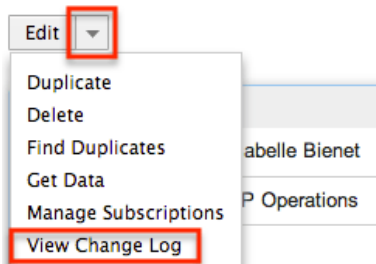 Edit
Duplicate
Delete
Find Duplicates
abelle Bienet
Get Data
Manage Subscriptions
P Operations
View Change Log